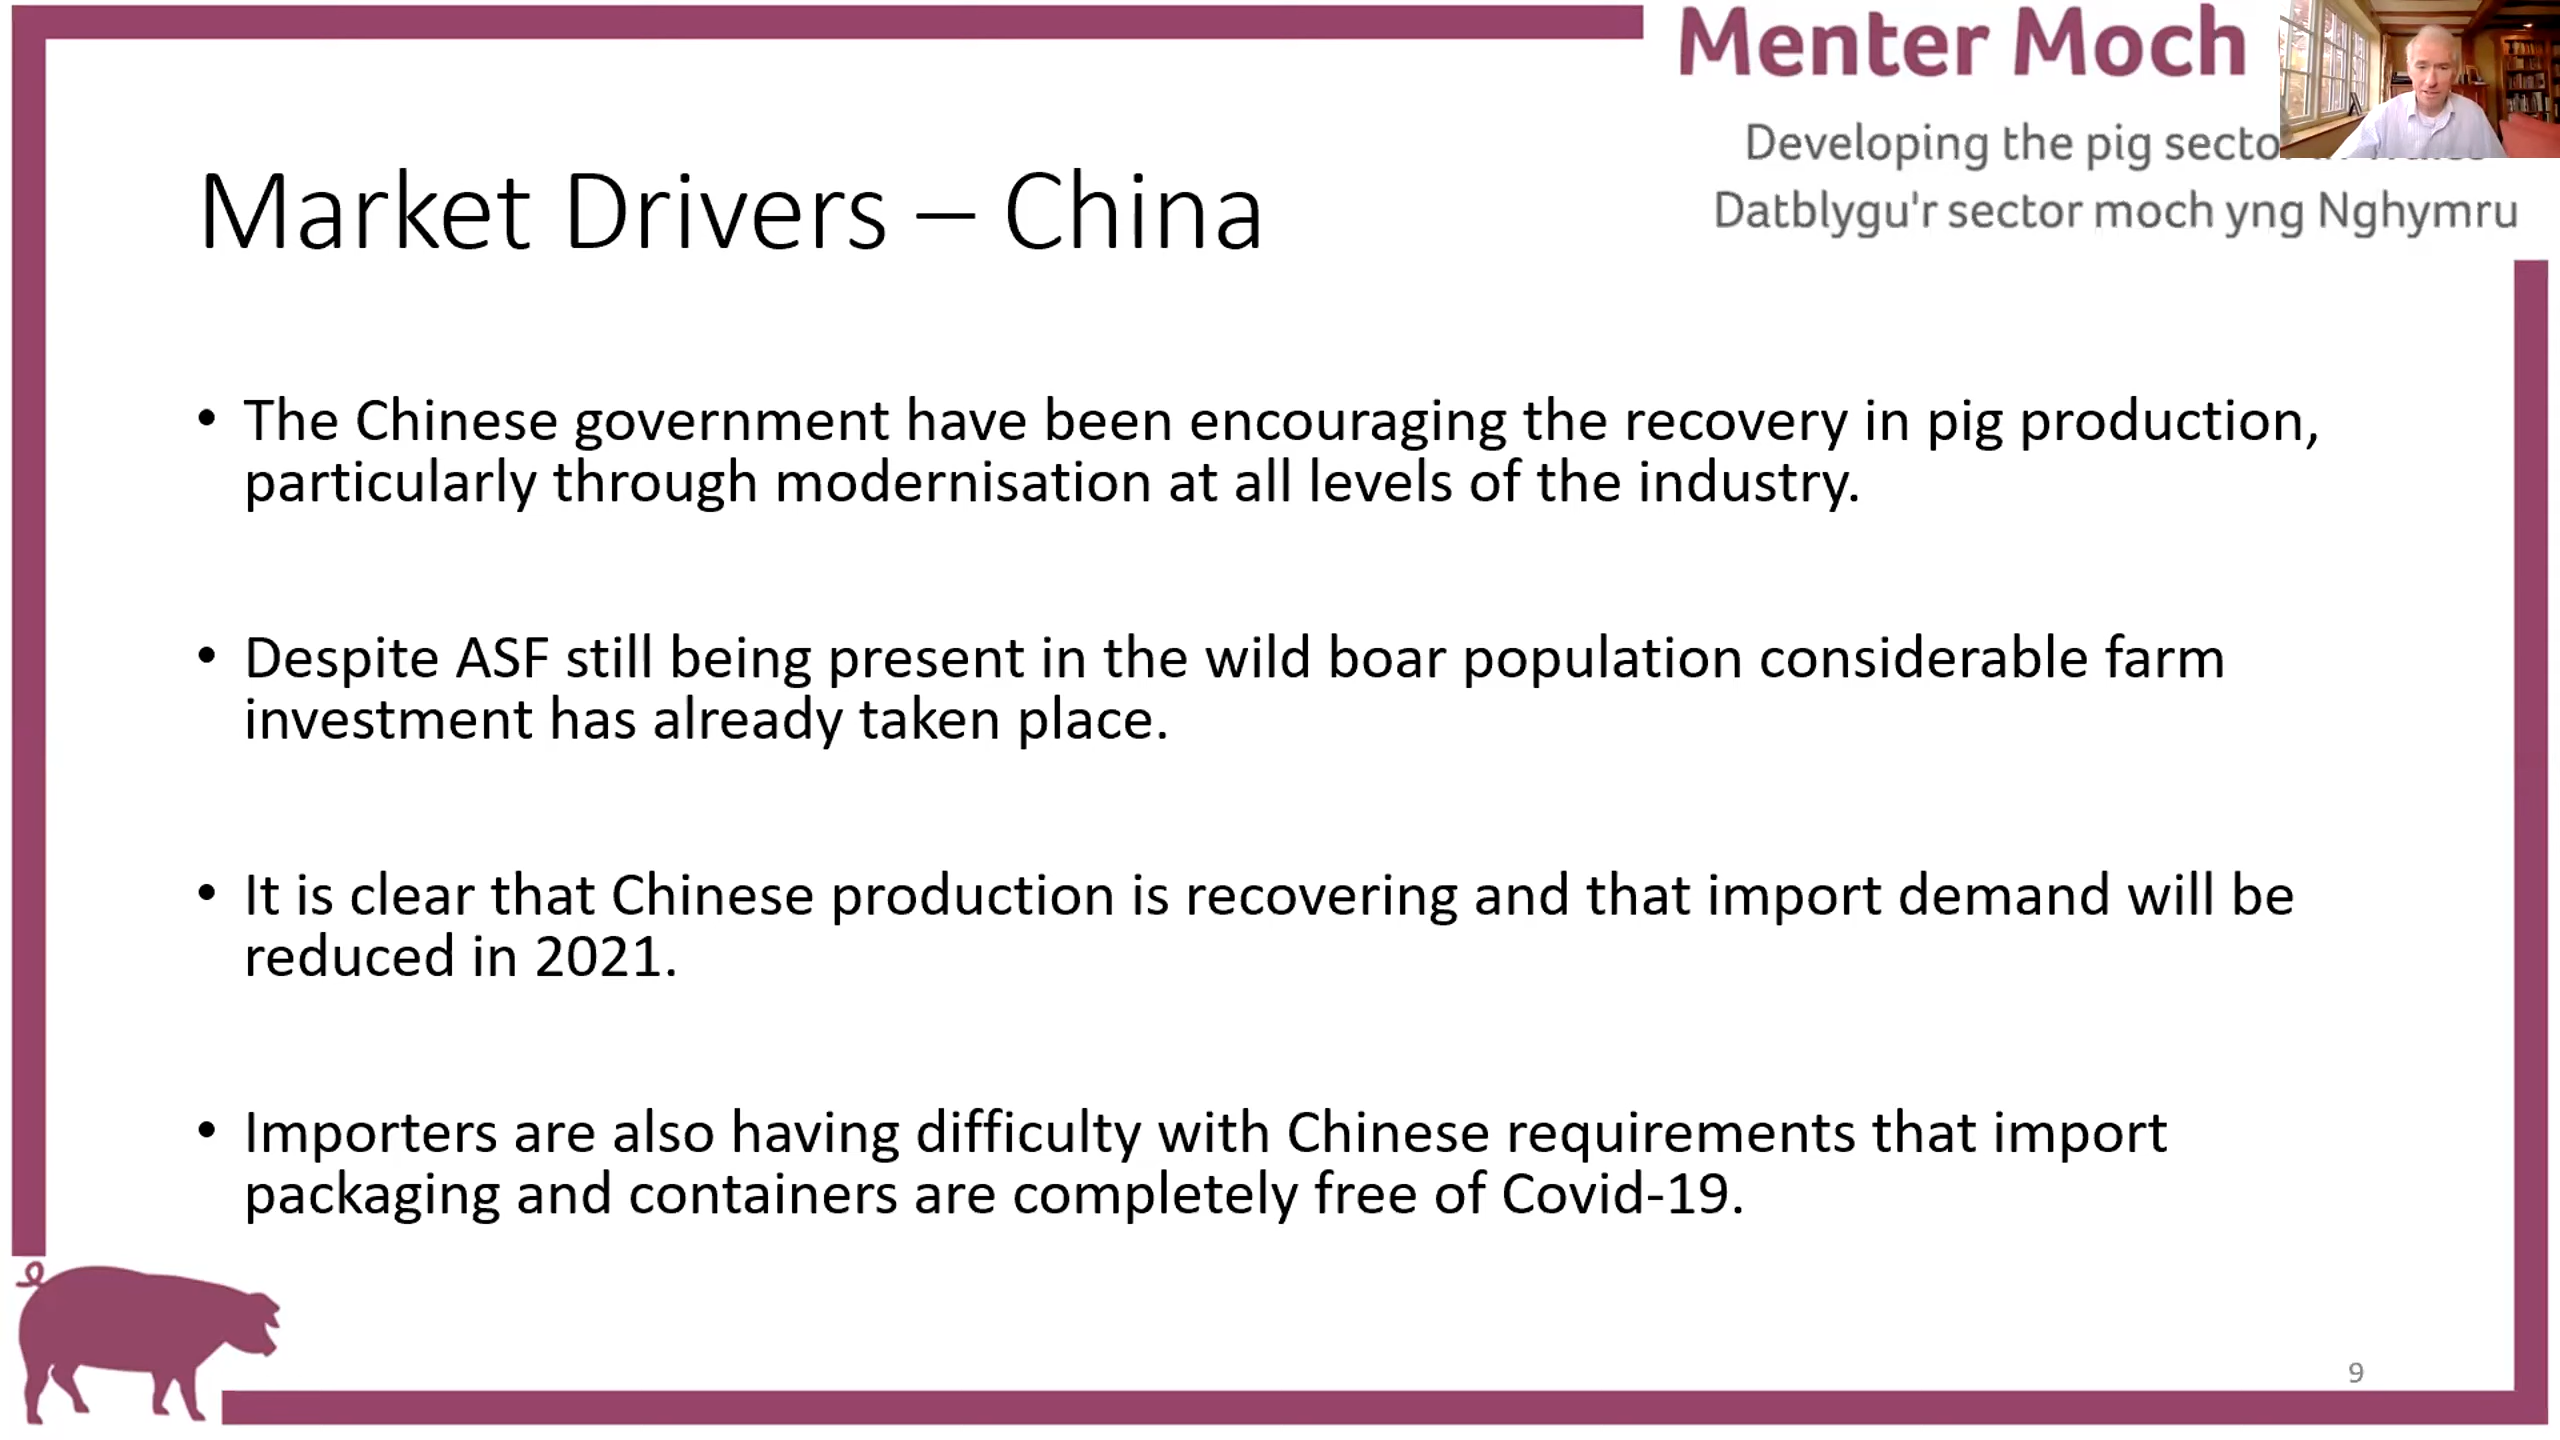 Menter Moch
Developing the pig
Datblygu'r sector moch yng Nghymru
Market Drivers – China
• The Chinese government have been encouraging the recovery in pig production,
particularly through modernisation at all levels of the industry.
• Despite ASF still being present in the wild boar population considerable farm
investment has already taken place.
• It is clear that Chinese production is recovering and that import demand will be
reduced in 2021.
• Importers are also having difficulty with Chinese requirements that import
packaging and containers are completely free of Covid-19.
9